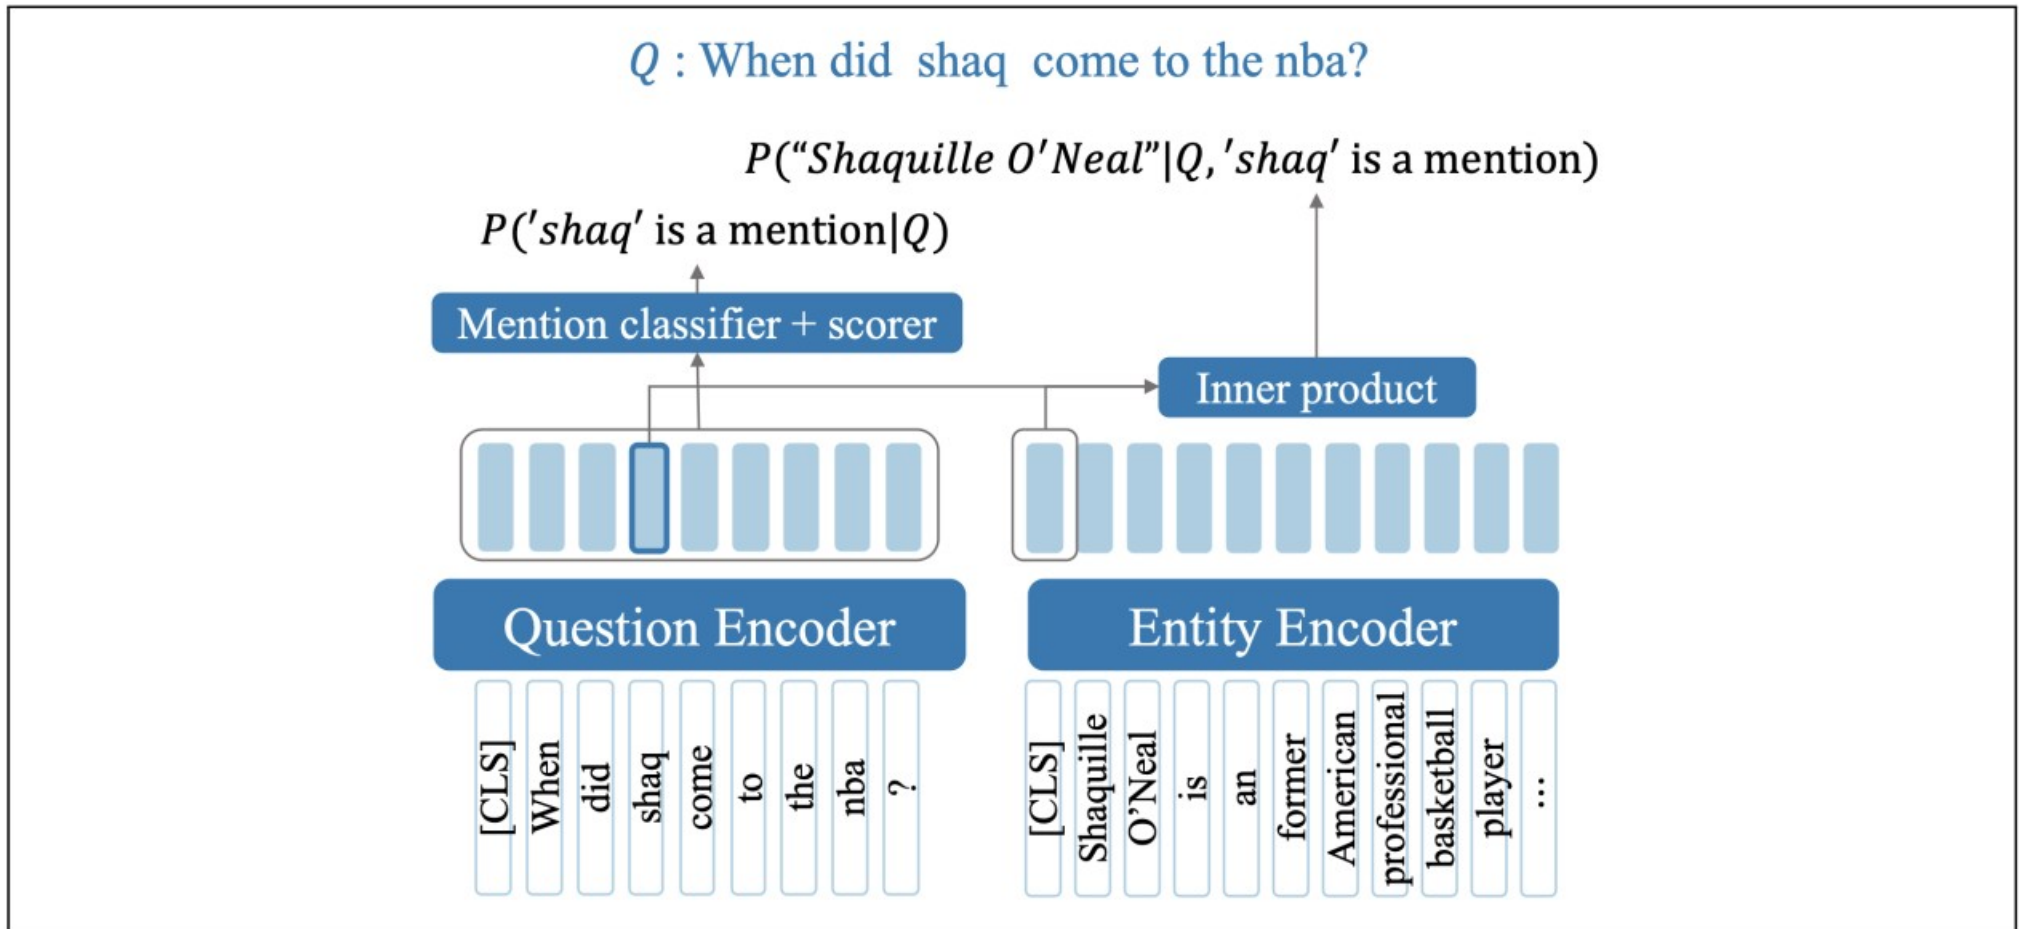 Q : When did shaq come to the nba?
P(“Shaquille O'Neal”|Q, 'shaq' is a mention)
P('shaq' is a mention|Q)
Mention classifier + scorer
Inner product
Question Encoder
Entity Encoder
[CLS]
When
did
shaq
come
to
the
nba
?
[CLS]
Shaquille
O’Neal
is
an
former
American
professional
basketball
player
...